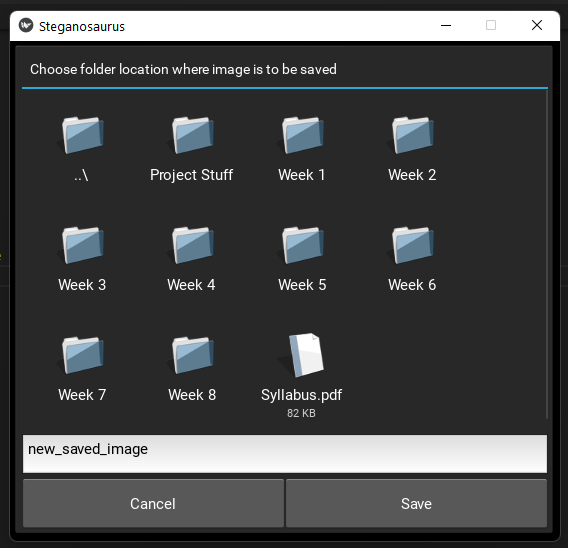 Steganosaurus
Choose folder location where image is to be saved
..\
Project Stuff
Week 1
Week 2
Week 3
Week 4
Week 5
Week 6
Week 7
Week 8
Syllabus.pdf
82 KB
new_saved_image
Cancel
Save